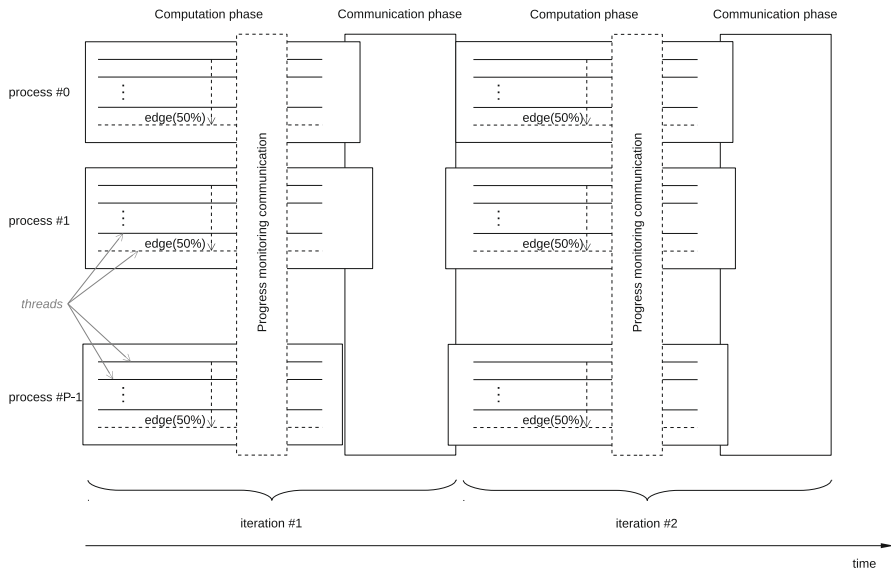 Computation phase
Communication phase
Computation phase
Communication phase
process #0
edge(50%)
edge(50%)
process #1
edge(50%)
edge(50%)
Progress monitoring communication
Progress monitoring communication
threads
process #P-1
edge(50%)
edge(50%)
iteration #1
iteration #2
time